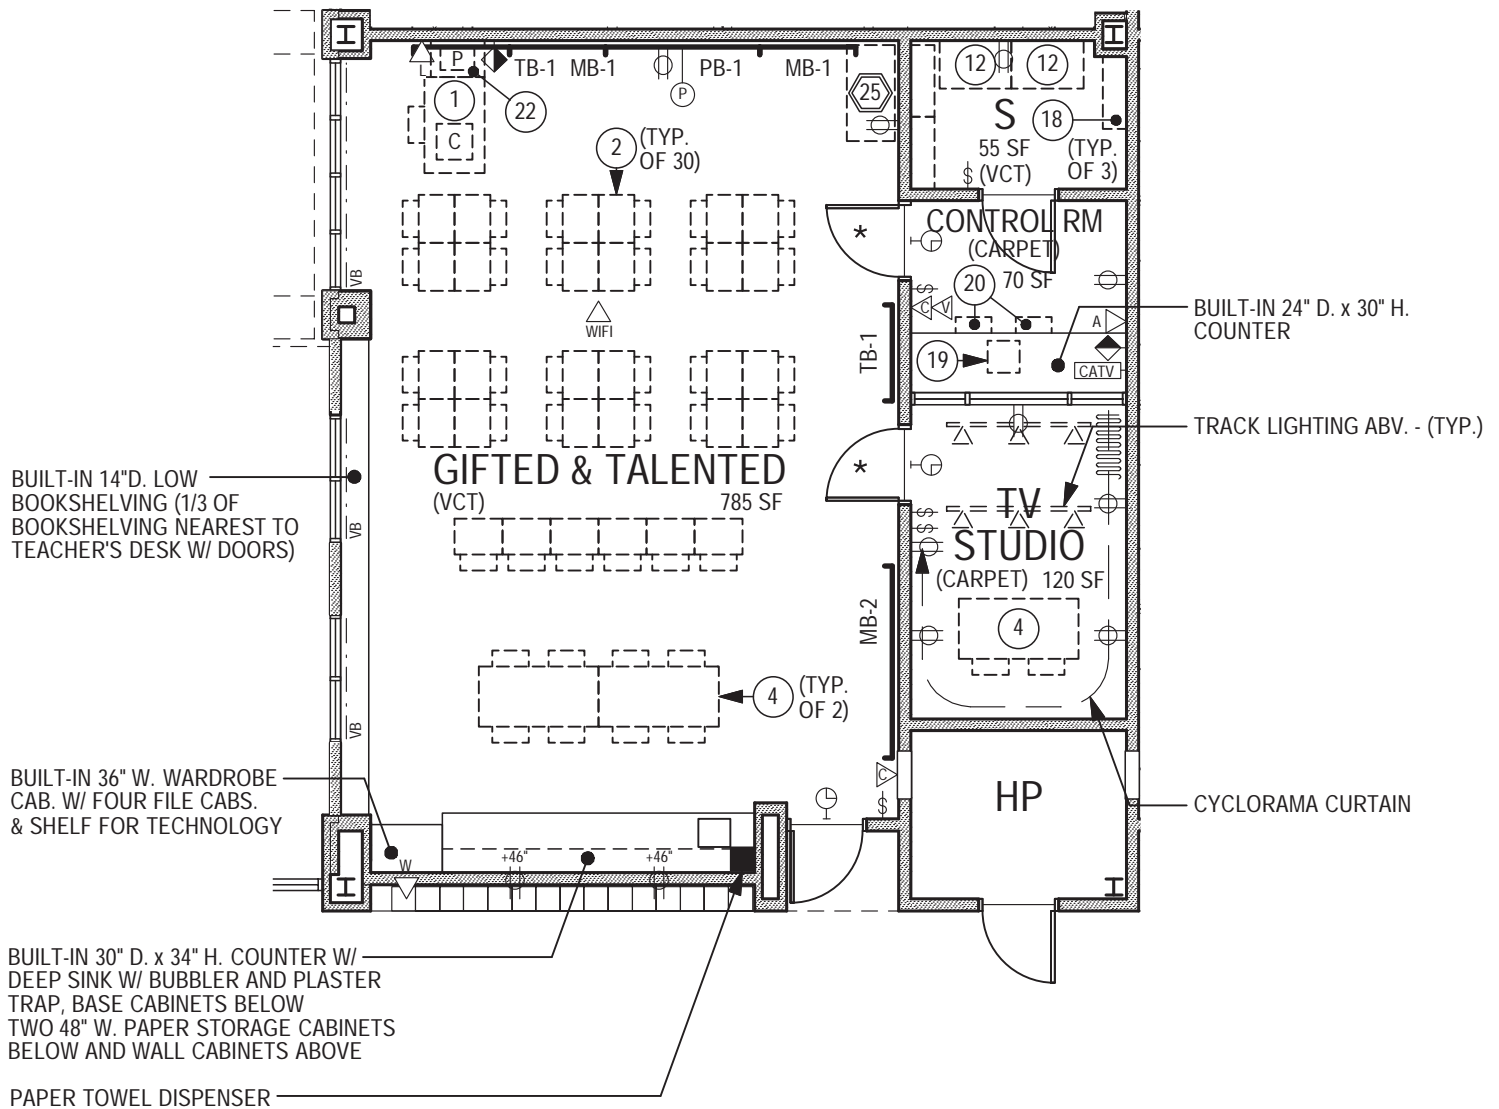 P
TB-1
MB-1
PB-1
MB-1
1
22
P
25
C
12
12
S
18
55 SF
(VCT)
(TYP.
OF 3)
$
2
(TYP.
OF 30)
*
CONTROL RM
(CARPET)
70 SF
VB
WIFI
20
C
V
A
BUILT-IN 24" D. x 30" H.
COUNTER
TB-1
19
CATV
TRACK LIGHTING ABV. - (TYP.)
*
GIFTED & TALENTED
(VCT)
785 SF
BUILT-IN 14"D. LOW
BOOKSHELVING (1/3 OF
BOOKSHELVING NEAREST TO
TEACHER'S DESK W/ DOORS)
VB
TV
STUDIO
(CARPET)
120 SF
MB-2
4
4
(TYP.
OF 2)
VB
BUILT-IN 36" W. WARDROBE
CAB. W/ FOUR FILE CABS.
& SHELF FOR TECHNOLOGY
C
$
HP
CYCLORAMA CURTAIN
W
+46"
+46"
BUILT-IN 30" D. x 34" H. COUNTER W/
DEEP SINK W/ BUBBLER AND PLASTER
TRAP, BASE CABINETS BELOW
TWO 48" W. PAPER STORAGE CABINETS
BELOW AND WALL CABINETS ABOVE
PAPER TOWEL DISPENSER